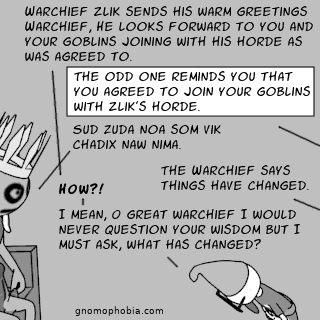 WARCHIEF ZLIK SENDS HIS WARM GREETINGS
WARCHIEF, HE LOOKS FORWARD TO YOU AND
YOUR GOBLINS JOINING WITH HIS HORDE AS
WAS AGREED TO.
THE ODD ONE REMINDS YOU THAT
YOU AGREED TO JOIN YOUR GOBLINS
WITH ZLIK'S HORDE.
SUD ZUDA NOA SOM VIK
CHADIX NAW NIMA.
THE WARCHIEF SAYS
THINGS HAVE CHANGED.
HOW?!
I MEAN, O GREAT WARCHIEF I WOULD
NEVER QUESTION YOUR WISDOM BUT I
MUST ASK, WHAT HAS CHANGED?
gnomophobia.com